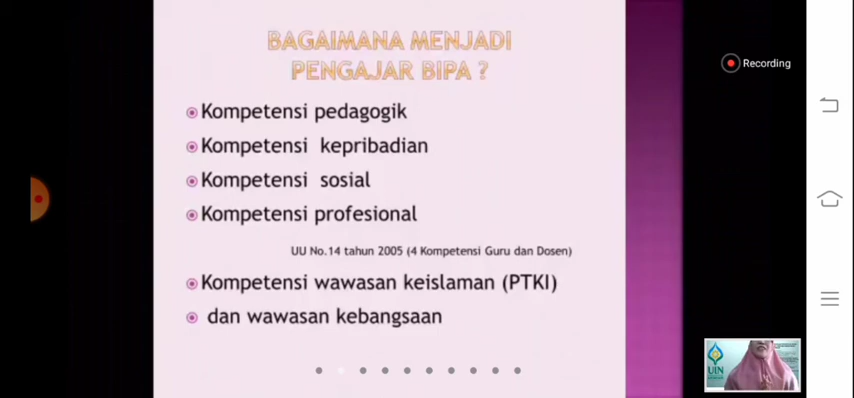 BAGAIMANA MENJADI
PENGAJAR BIPA ?
Kompetensi pedagogik
Kompetensi kepribadian
Kompetensi sosial
Kompetensi profesional
UU No.14 tahun 2005 (4 Kompetensi Guru dan Dosen)
Kompetensi wawasan keislaman (PTKI)
dan wawasan kebangsaan
Recording
UIN